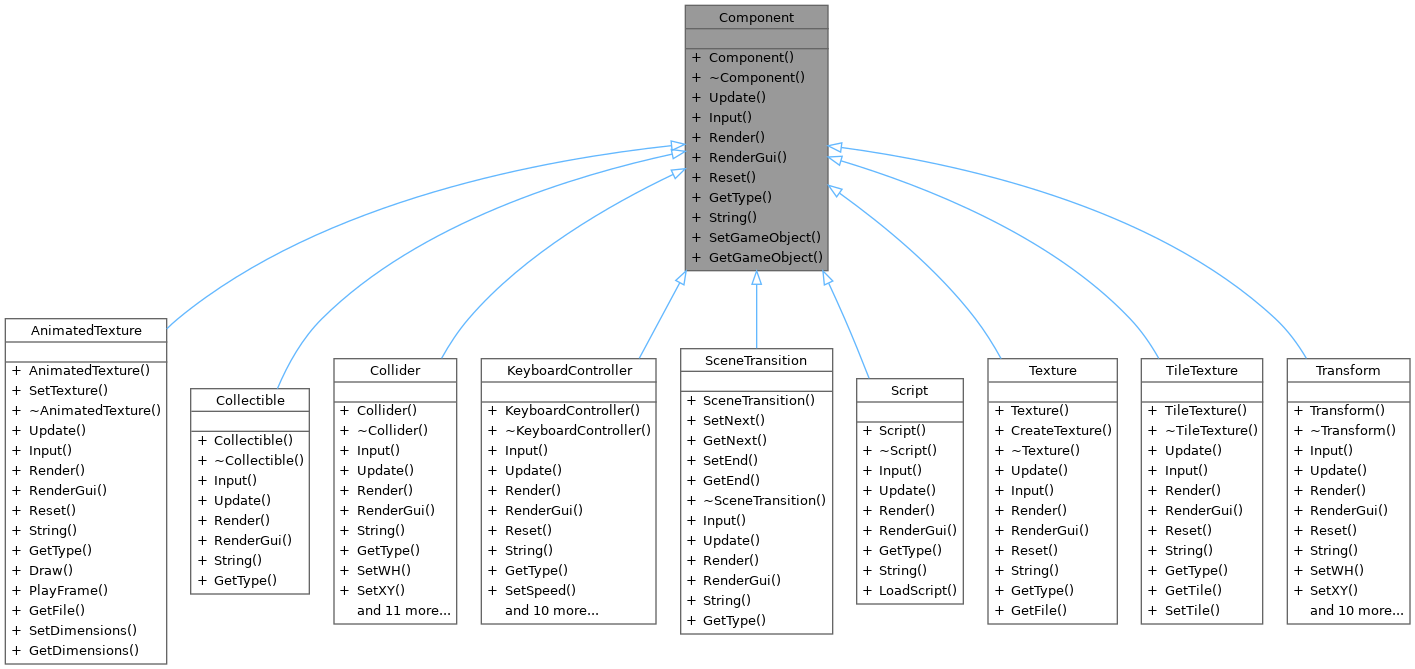 Component
+ Component()
+ ~Component()
+ Update()
+ Input()
+ Render()
+ RenderGui()
+ Reset()
+ GetType()
+ String()
+ SetGameObject()
+ GetGameObject()
AnimatedTexture
+ AnimatedTexture()
+ SetTexture()
+ ~AnimatedTexture()
+ Update()
+ Input()
+ Render()
+ RenderGui()
+ Reset()
+ String()
+ GetType()
+ Draw()
+ PlayFrame()
+ GetFile()
+ SetDimensions()
+ GetDimensions()
Collectible
+ Collectible()
+ ~Collectible()
+ Input()
+ Update()
+ Render()
+ RenderGui()
+ String()
+ GetType()
Collider
+ Collider()
+ ~Collider()
+ Input()
+ Update()
+ Render()
+ RenderGui()
+ String()
+ GetType()
+ SetWH()
+ SetXY()
and 11 more...
KeyboardController
+ KeyboardController()
+ ~KeyboardController()
+ Input()
+ Update()
+ Render()
+ RenderGui()
+ Reset()
+ String()
+ GetType()
+ SetSpeed()
and 10 more...
SceneTransition
+ SceneTransition()
+ SetNext()
+ GetNext()
+ SetEnd()
+ GetEnd()
+ ~SceneTransition()
+ Input()
+ Update()
+ Render()
+ RenderGui()
+ String()
+ GetType()
Script
+ Script()
+ ~Script()
+ Input()
+ Update()
+ Render()
+ RenderGui()
+ GetType()
+ String()
+ LoadScript()
Texture
+ Texture()
+ CreateTexture()
+ ~Texture()
+ Update()
+ Input()
+ Render()
+ RenderGui()
+ Reset()
+ String()
+ GetType()
+ GetFile()
TileTexture
+ TileTexture()
+ ~TileTexture()
+ Update()
+ Input()
+ Render()
+ RenderGui()
+ Reset()
+ String()
+ GetType()
+ GetTile()
+ SetTile()
Transform
+ Transform()
+ ~Transform()
+ Input()
+ Update()
+ Render()
+ RenderGui()
+ Reset()
+ String()
+ SetWH()
+ SetXY()
and 10 more...